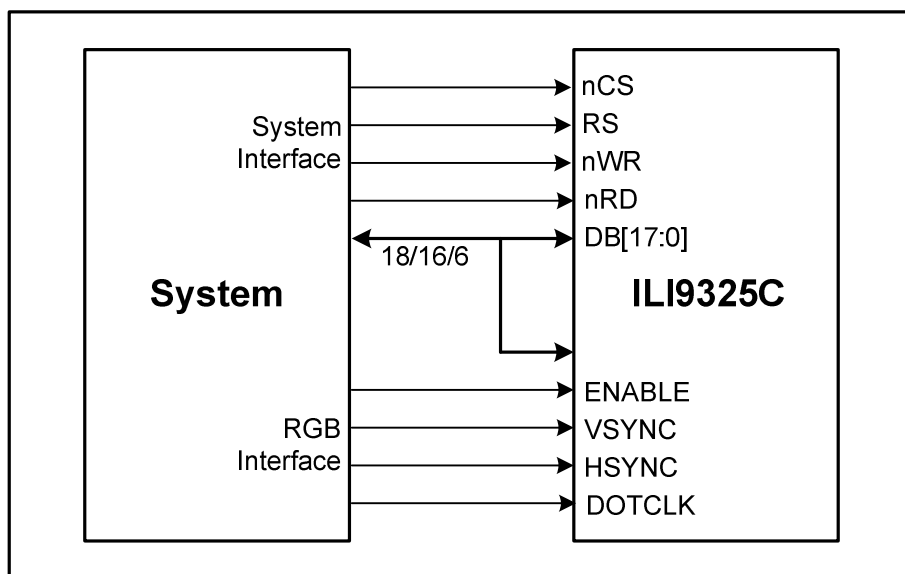 System
Interface
18/16/6
System
RGB
Interface
nCS
RS
nWR
nRD
DB[17:0]
ILI9325C
ENABLE
VSYNC
HSYNC
DOTCLK